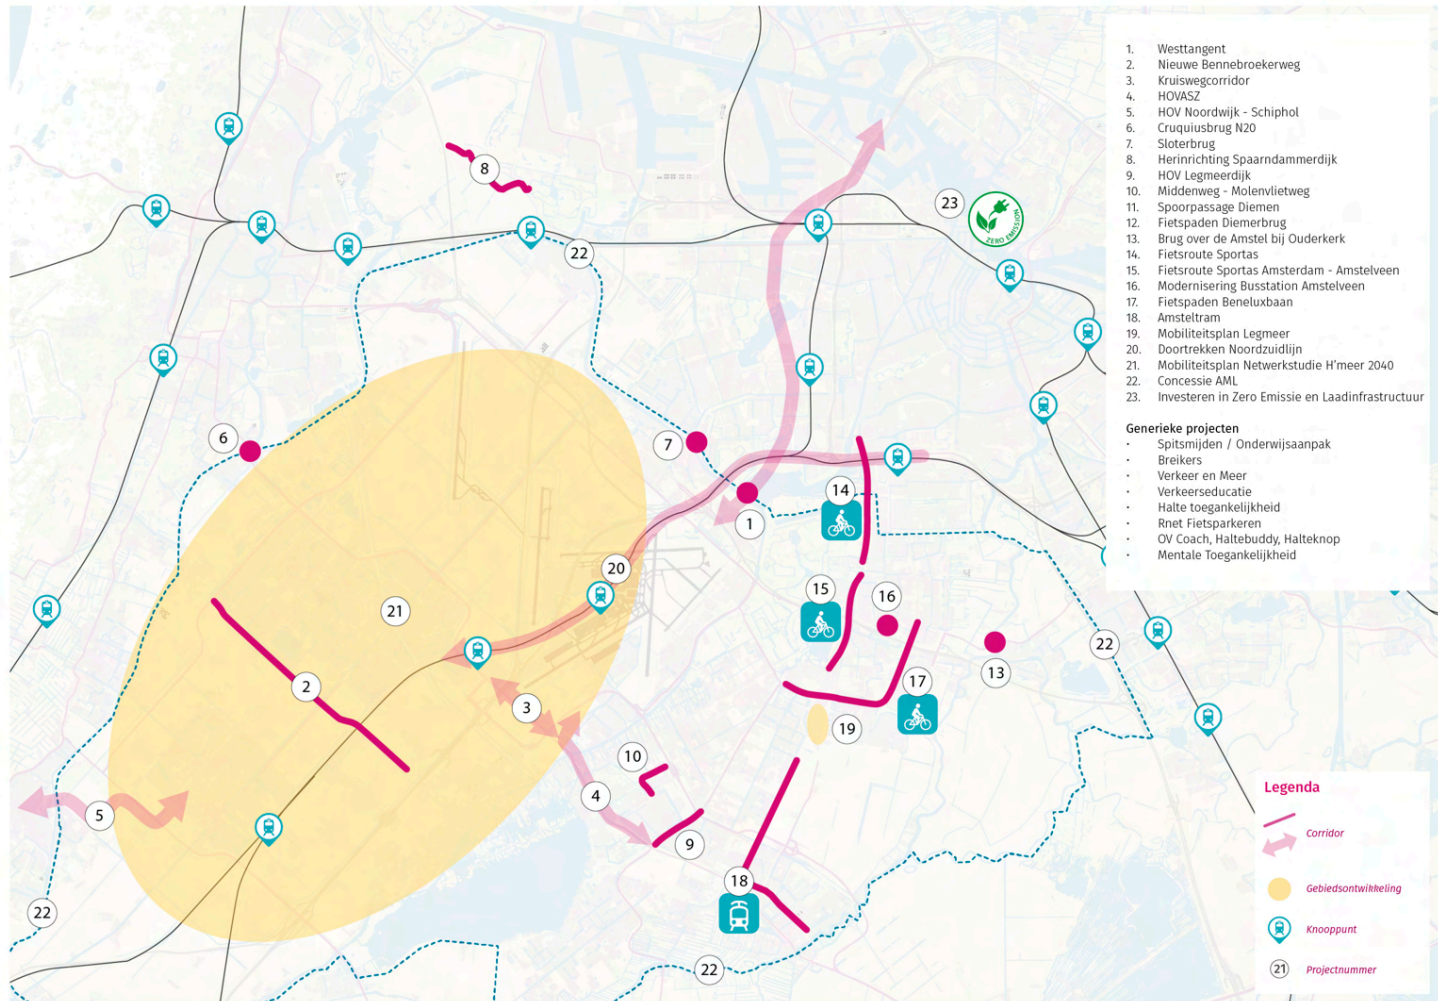 1. Westtangent
2. Nieuwe Bennebroekerweg
3. Kruiswegcorridor
4. HOVASZ
5. HOV Noordwijk - Schiphol
6. Cruquiusbrug N20
7. Sloterbrug
8. Herinrichting Spaarndammerdijk
9. HOV Legmeerdijk
10. Middenweg - Molenvlietweg
11. Spoorpassage Diemen
12. Fietspaden Diemerbrug
13. Brug over de Amstel bij Ouderkerk
14. Fietsroute Sportas
15. Fietsroute Sportas Amsterdam - Amstelveen
16. Modernisering Busstation Amstelveen
17. Fietspaden Beneluxbaan
18. Amsteltram
19. Mobiliteitsplan Legmeer
20. Doortrekken Noordzuidlijn
21. Mobiliteitsplan Netwerkstudie H'meer 2040
22. Concessie AML
23. Investeren in Zero Emissie en Laadinfrastructuur
Generieke projecten
· Spitsmijden / Onderwijsaanpak
· Breikers
· Verkeer en Meer
· Verkeerseducatie
· Halte toegankelijkheid
· Rnet Fietsparkeren
· OV Coach, Haltebuddy, Halteknop
· Mentale Toegankelijkheid
8
23
ZERO EMISSION
22
6
7
14
1
20
15
16
21
22
13
2
17
3
19
10
4
5
9
18
22
22
Legenda
Corridor
Gebiedsontwikkeling
Knooppunt
21 Projectnummer